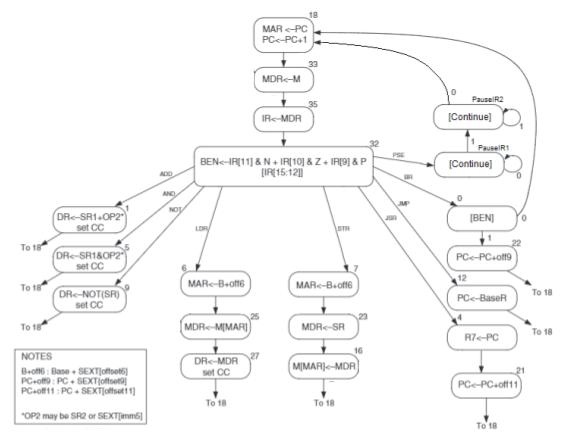 18
MAR <–PC
PC<–PC+1
33
MDR<–M
35
IR<–MDR
32
BEN<–IR[11] & N + IR[10] & Z + IR[9] & P
[IR[15:12]]
0
PauseIR2
[Continue]
1
1
PauseIR1
[Continue]
0
PSE
BR
JMP
JSR
ADD
AND
NOT
LDR
STR
1
DR<–SR1+OP2*
set CC
To 18
5
DR<–SR1&OP2*
set CC
To 18
9
DR<–NOT(SR)
set CC
To 18
6
MAR<–B+off6
25
MDR<–M[MAR]
27
DR<–MDR
set CC
To 18
7
MAR<–B+off6
23
MDR<–SR
16
M[MAR]<–MDR
To 18
0
[BEN]
0
1
22
PC<–PC+off9
To 18
12
PC<–BaseR
To 18
4
R7<–PC
21
PC<–PC+off11
To 18
NOTES
B+off6 : Base + SEXT[offset6]
PC+off9 : PC + SEXT[offset9]
PC+off11 : PC + SEXT[offset11]
*OP2 may be SR2 or SEXT[imm5]